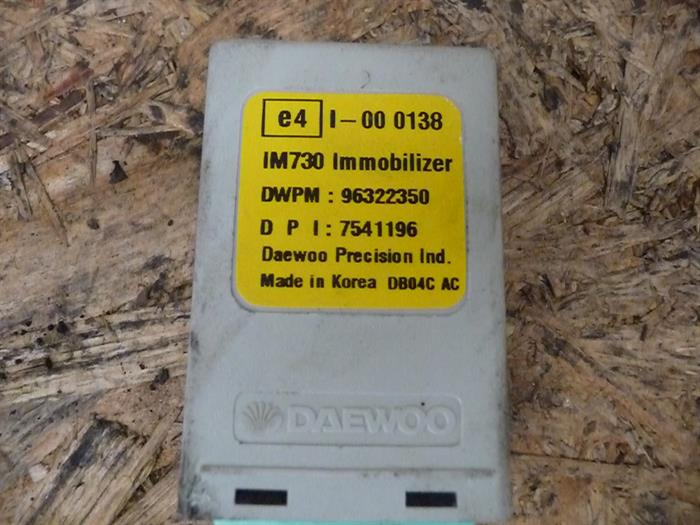 e4 I-00 0138
IM730 Immobilizer
DWPM : 96322350
D P I : 7541196
Daewoo Precision Ind.
Made in Korea DB04C AC
DAEWOO